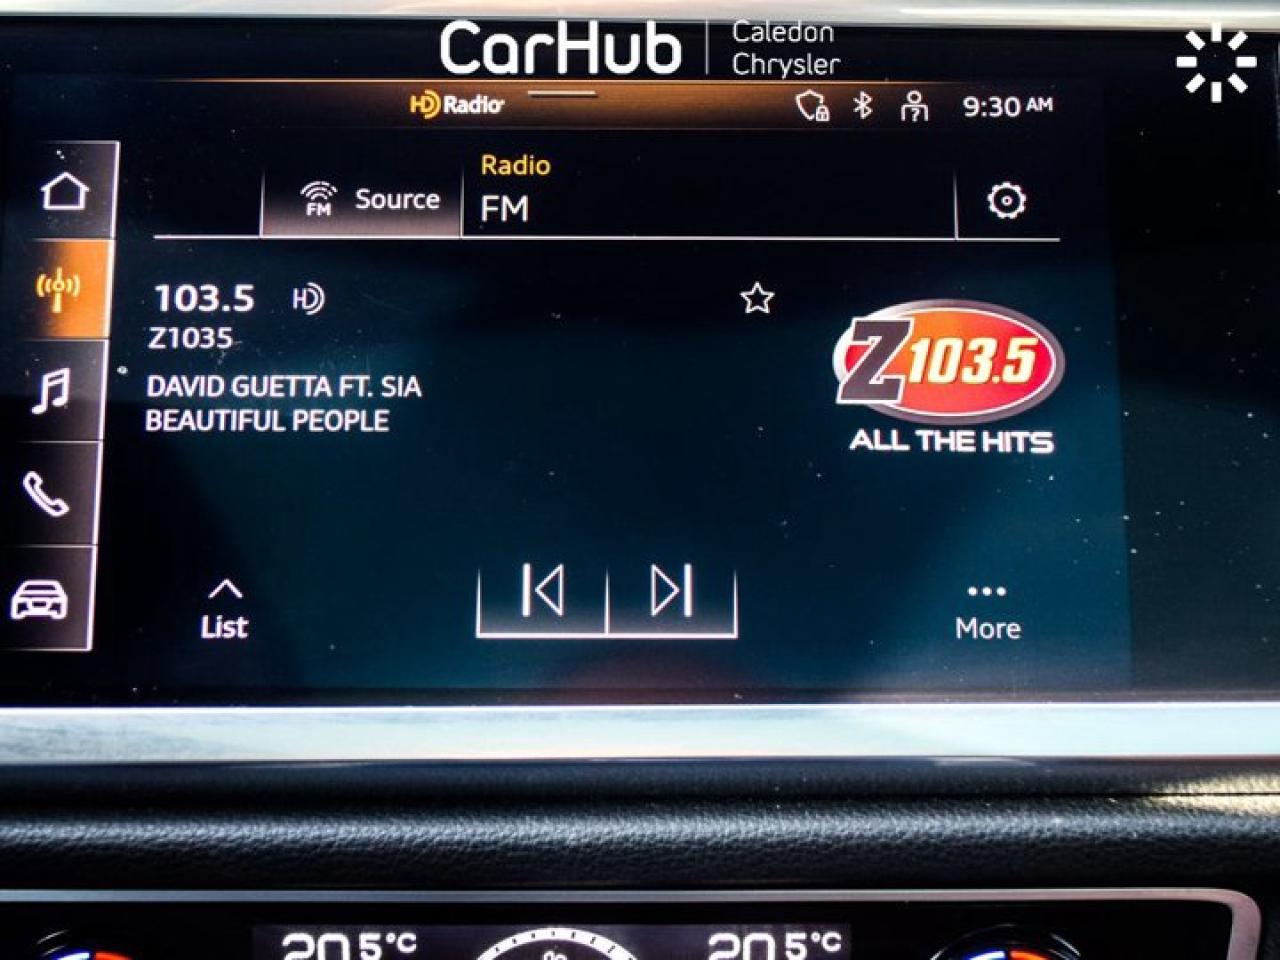 CarHub
Caledon
Chrysler
HD Radio
9:30 AM
FM Source
Radio
FM
103.5 HD
Z1035
DAVID GUETTA FT. SIA
BEAUTIFUL PEOPLE
Z103.5
ALL THE HITS
List
More
20.5°C
20.5°C